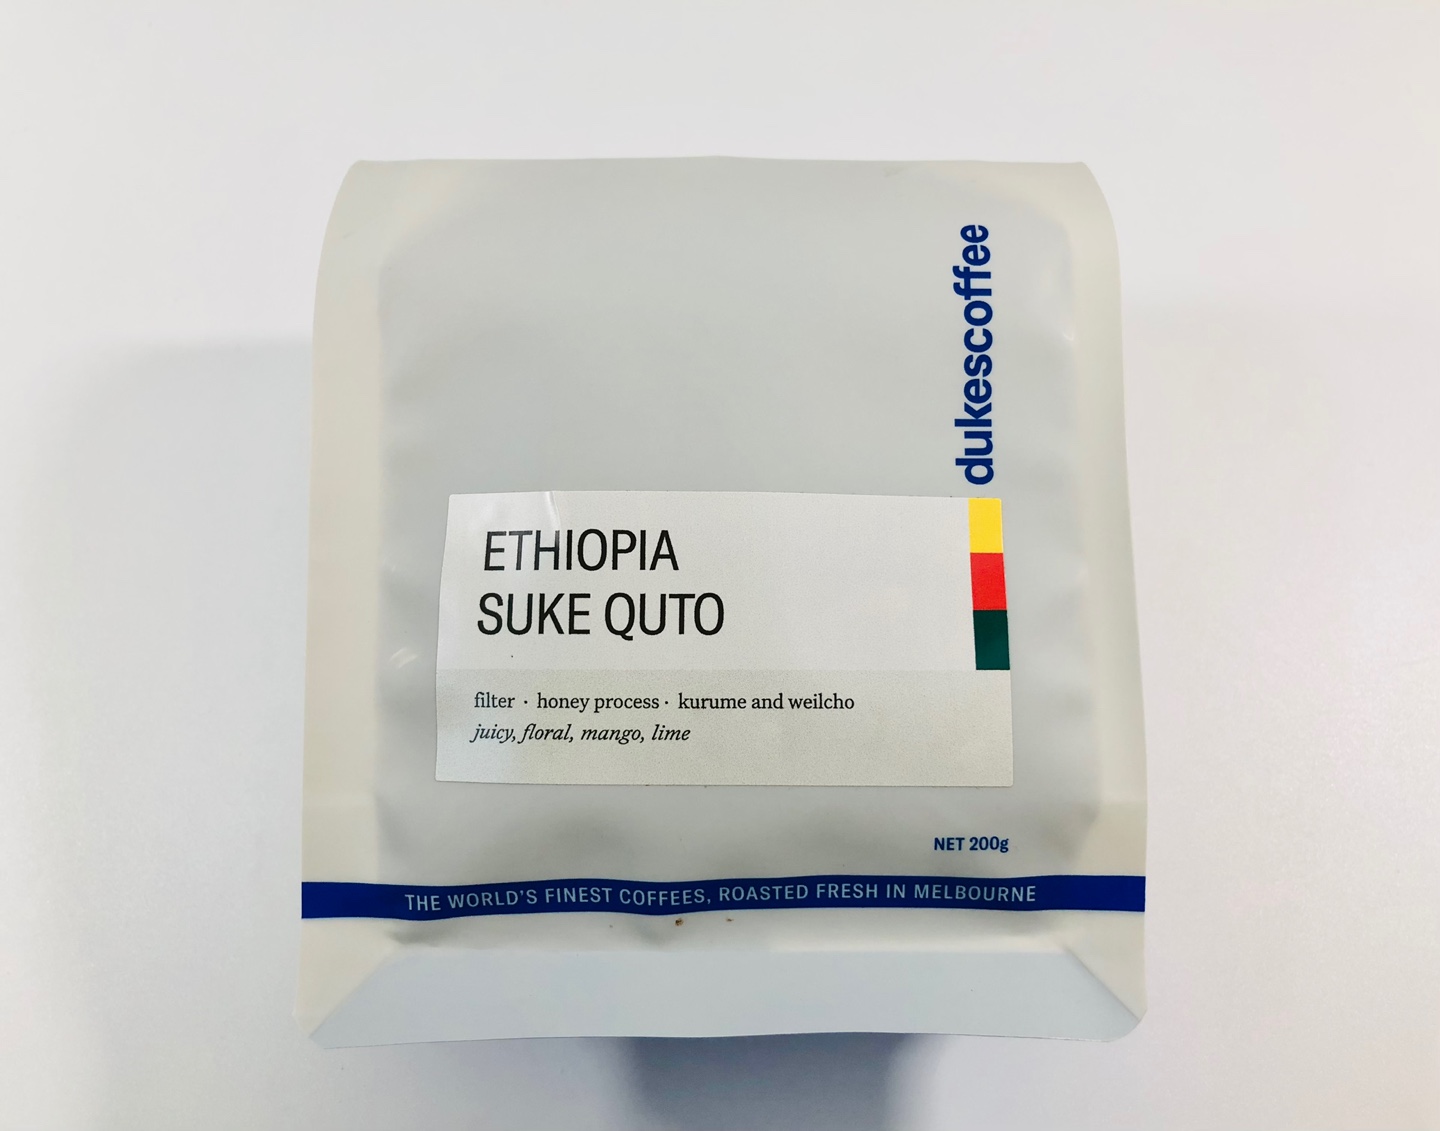 dukescoffee
ETHIOPIA
SUKE QUTO
filter · honey process · kurume and weilcho
juicy, floral, mango, lime
NET 200g
THE WORLD'S FINEST COFFEES, ROASTED FRESH IN MELBOURNE